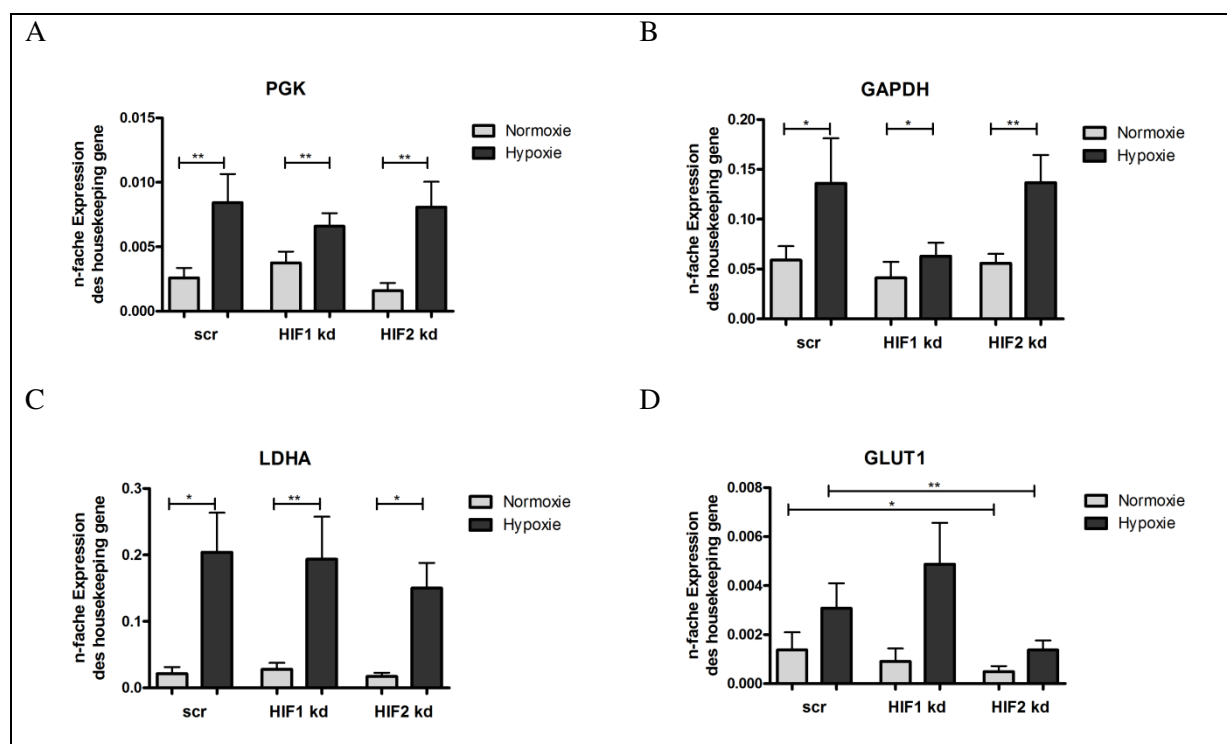 A
PGK
n-fache Expression
des housekeeping gene
0.015
0.010
0.005
0.000
**
**
**
Normoxie
Hypoxie
scr
HIF1 kd
HIF2 kd
B
GAPDH
n-fache Expression
des housekeeping gene
0.20
0.15
0.10
0.05
0.00
*
*
**
Normoxie
Hypoxie
scr
HIF1 kd
HIF2 kd
C
LDHA
n-fache Expression
des housekeeping gene
0.3
0.2
0.1
0.0
*
**
*
Normoxie
Hypoxie
scr
HIF1 kd
HIF2 kd
D
GLUT1
n-fache Expression
des housekeeping gene
0.008
0.006
0.004
0.002
0.000
**
*
Normoxie
Hypoxie
scr
HIF1 kd
HIF2 kd